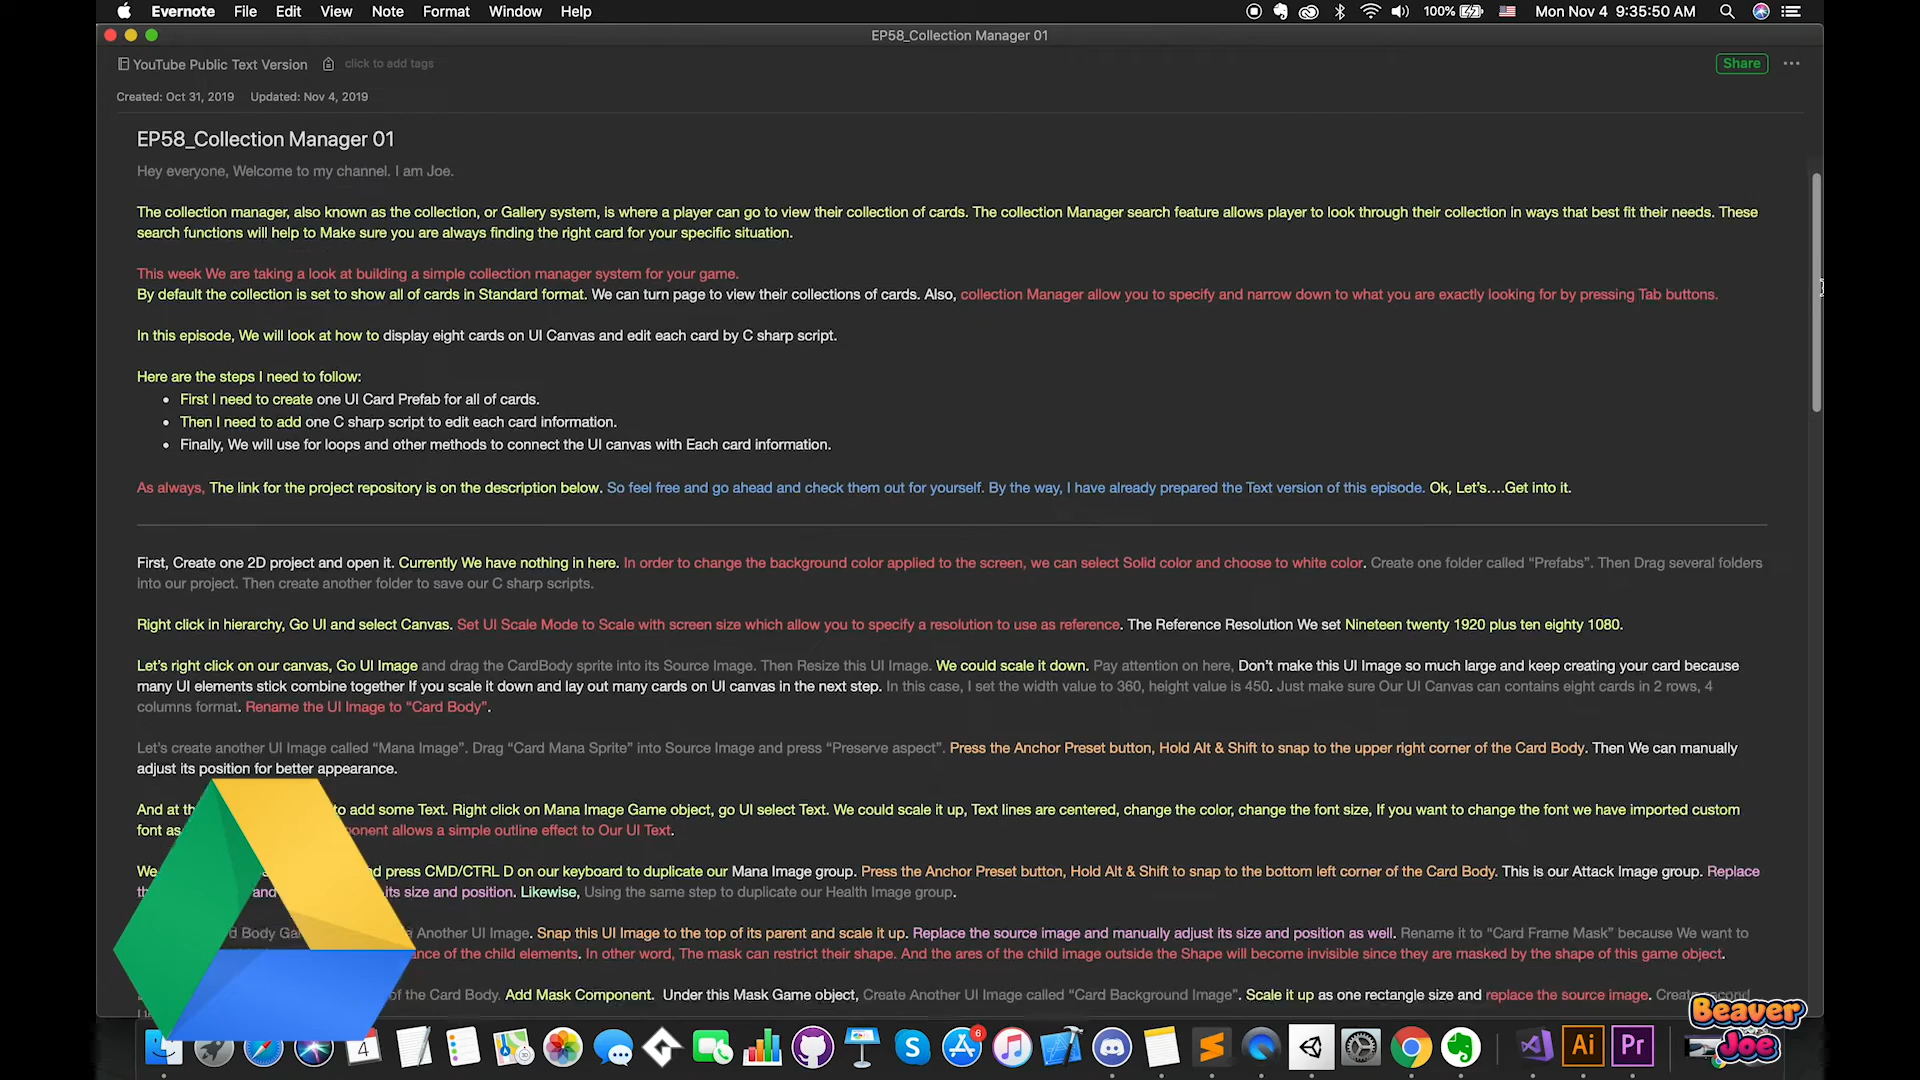 Evernote File Edit View Note Format Window Help 100% Mon Nov 4 9:35:50 AM
EP58_Collection Manager 01
YouTube Public Text Version click to add tags Share
Created: Oct 31, 2019 Updated: Nov 4, 2019
EP58_Collection Manager 01
Hey everyone, Welcome to my channel. I am Joe.
The collection manager, also known as the collection, or Gallery system, is where a player can go to view their collection of cards. The collection Manager search feature allows player to look through their collection in ways that best fit their needs. These
search functions will help to Make sure you are always finding the right card for your specific situation.
This week We are taking a look at building a simple collection manager system for your game.
By default the collection is set to show all of cards in Standard format. We can turn page to view their collections of cards. Also, collection Manager allow you to specify and narrow down to what you are exactly looking for by pressing Tab buttons.
In this episode, We will look at how to display eight cards on UI Canvas and edit each card by C sharp script.
Here are the steps I need to follow:
• First I need to create one UI Card Prefab for all of cards.
• Then I need to add one C sharp script to edit each card information.
• Finally, We will use for loops and other methods to connect the UI canvas with Each card information.
As always, The link for the project repository is on the description below. So feel free and go ahead and check them out for yourself. By the way, I have already prepared the Text version of this episode. Ok, Let's....Get into it.
First, Create one 2D project and open it. Currently We have nothing in here. In order to change the background color applied to the screen, we can select Solid color and choose to white color. Create one folder called “Prefabs”. Then Drag several folders
into our project. Then create another folder to save our C sharp scripts.
Right click in hierarchy, Go UI and select Canvas. Set UI Scale Mode to Scale with screen size which allow you to specify a resolution to use as reference. The Reference Resolution We set Nineteen twenty 1920 plus ten eighty 1080.
Let's right click on our canvas, Go UI Image and drag the CardBody sprite into its Source Image. Then Resize this UI Image. We could scale it down. Pay attention on here, Don't make this UI Image so much large and keep creating your card because
many UI elements stick combine together If you scale it down and lay out many cards on UI canvas in the next step. In this case, I set the width value to 360, height value is 450. Just make sure Our UI Canvas can contains eight cards in 2 rows, 4
columns format. Rename the UI Image to “Card Body”.
Let's create another UI Image called “Mana Image”. Drag “Card Mana Sprite” into Source Image and press “Preserve aspect”. Press the Anchor Preset button, Hold Alt & Shift to snap to the upper right corner of the Card Body. Then We can manually
adjust its position for better appearance.
And at th to add some Text. Right click on Mana Image Game object, go UI select Text. We could scale it up, Text lines are centered, change the color, change the font size, If you want to change the font we have imported custom
font as ponent allows a simple outline effect to Our UI Text.
We nd press CMD/CTRL D on our keyboard to duplicate our Mana Image group. Press the Anchor Preset button, Hold Alt & Shift to snap to the bottom left corner of the Card Body. This is our Attack Image group. Replace
and its size and position. Likewise, Using the same step to duplicate our Health Image group.
d Body Ga Another UI Image. Snap this UI Image to the top of its parent and scale it up. Replace the source image and manually adjust its size and position as well. Rename it to “Card Frame Mask” because We want to
ance of the child elements. In other word, The mask can restrict their shape. And the ares of the child image outside the Shape will become invisible since they are masked by the shape of this game object.
of the Card Body. Add Mask Component. Under this Mask Game object, Create Another UI Image called “Card Background Image”. Scale it up as one rectangle size and replace the source image. Create second
4 6 Ai Pr
Beaver
Joe